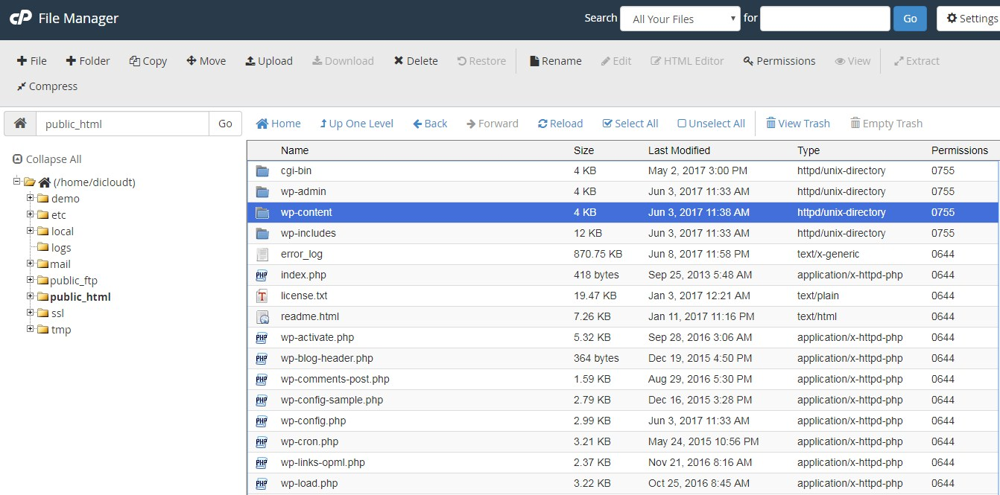 cP File Manager Search All Your Files for Go Settings
File Folder Copy Move Upload Download Delete Restore Rename Edit HTML Editor Permissions View Extract
Compress
public_html Go Home Up One Level Back Forward Reload Select All Unselect All View Trash Empty Trash
Collapse All
(/home/dicloudt)
demo
etc
local
logs
mail
public_ftp
public_html
ssl
tmp
Name Size Last Modified Type Permissions
cgi-bin 4 KB May 2, 2017 3:00 PM httpd/unix-directory 0755
wp-admin 4 KB Jun 3, 2017 11:33 AM httpd/unix-directory 0755
wp-content 4 KB Jun 3, 2017 11:38 AM httpd/unix-directory 0755
wp-includes 12 KB Jun 3, 2017 11:33 AM httpd/unix-directory 0755
error_log 870.75 KB Jun 8, 2017 11:58 PM text/x-generic 0644
PHP index.php 418 bytes Sep 25, 2013 5:48 AM application/x-httpd-php 0644
T license.txt 19.47 KB Jan 3, 2017 12:21 AM text/plain 0644
readme.html 7.26 KB Jan 11, 2017 11:16 PM text/html 0644
PHP wp-activate.php 5.32 KB Sep 28, 2016 3:06 AM application/x-httpd-php 0644
PHP wp-blog-header.php 364 bytes Dec 19, 2015 4:50 PM application/x-httpd-php 0644
PHP wp-comments-post.php 1.59 KB Aug 29, 2016 5:30 PM application/x-httpd-php 0644
PHP wp-config-sample.php 2.79 KB Dec 16, 2015 3:28 PM application/x-httpd-php 0644
PHP wp-config.php 2.99 KB Jun 3, 2017 11:33 AM application/x-httpd-php 0644
PHP wp-cron.php 3.21 KB May 24, 2015 10:56 PM application/x-httpd-php 0644
PHP wp-links-opml.php 2.37 KB Nov 21, 2016 8:16 AM application/x-httpd-php 0644
PHP wp-load.php 3.22 KB Oct 25, 2016 8:45 AM application/x-httpd-php 0644